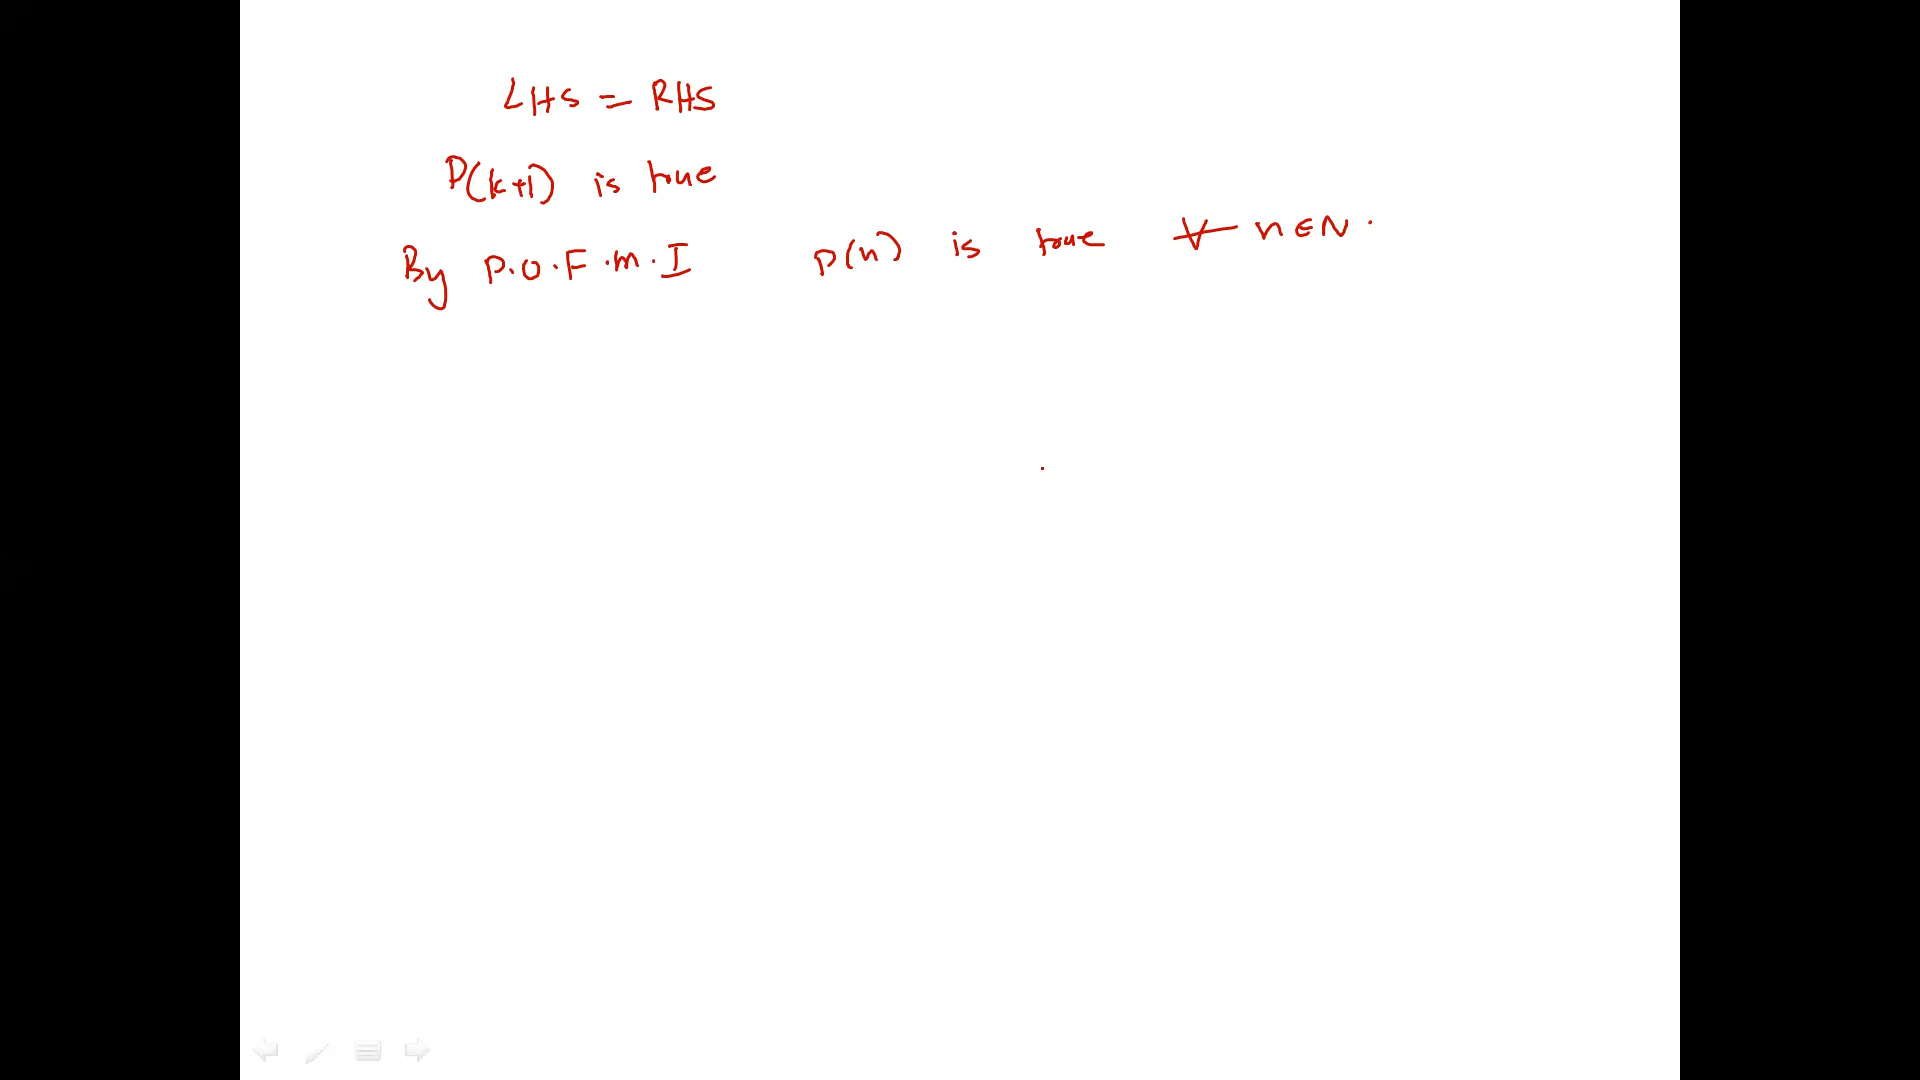 LHS = RHS
P(k+1) is true
By P.O.F.M.I P(n) is true ∀ n ∈ N.